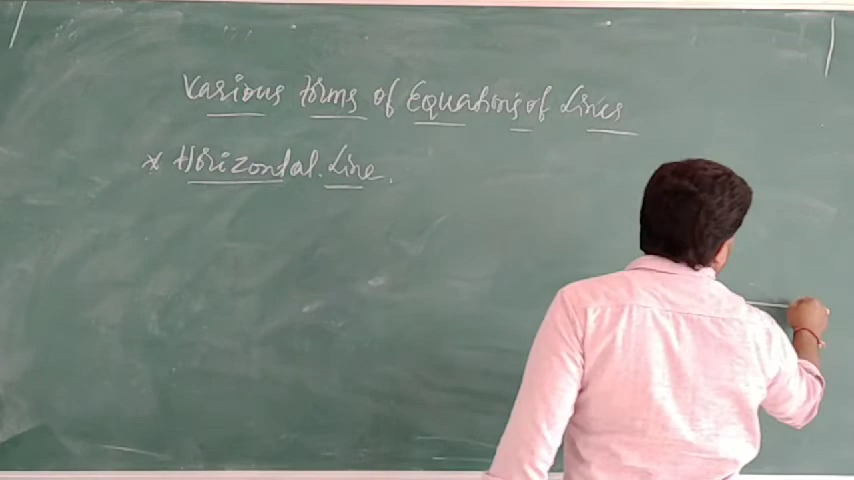 Various forms of Equations of Lines
* Horizontal Line.